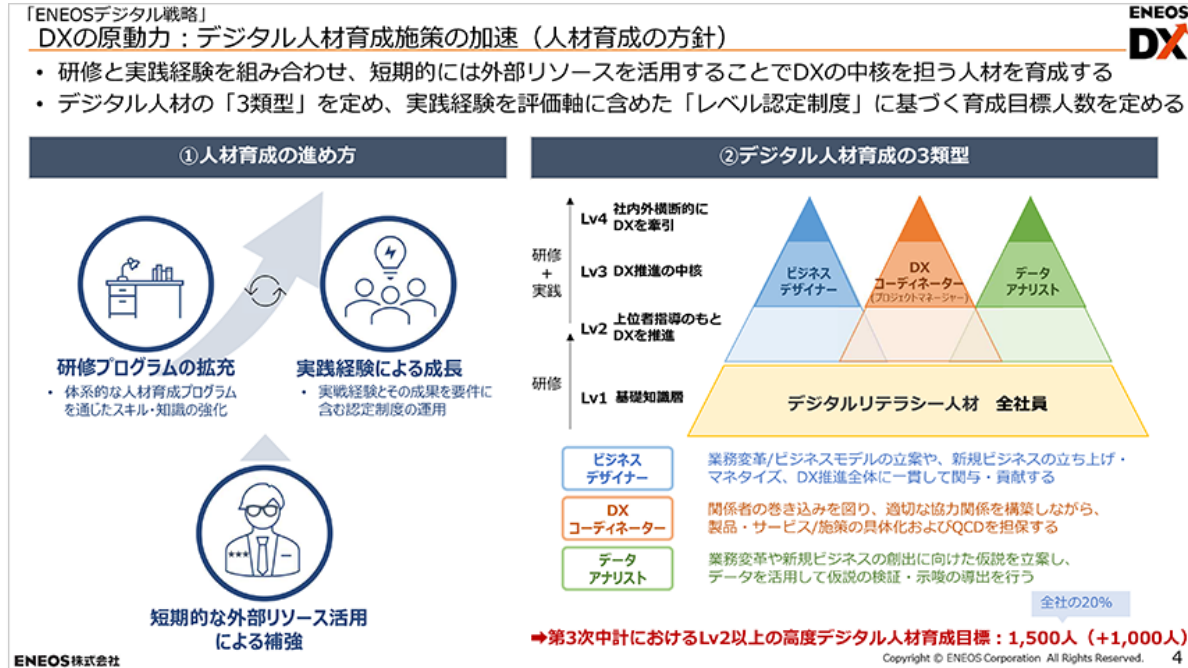 「ENEOSデジタル戦略」
DXの原動力：デジタル人材育成施策の加速（人材育成の方針）
ENEOS
DX
• 研修と実践経験を組み合わせ、短期的には外部リソースを活用することでDXの中核を担う人材を育成する
• デジタル人材の「3類型」を定め、実践経験を評価軸に含めた「レベル認定制度」に基づく育成目標人数を定める
①人材育成の進め方
研修プログラムの拡充
• 体系的な人材育成プログラム
を通じたスキル・知識の強化
実践経験による成長
• 実戦経験とその成果を要件に
含む認定制度の運用
短期的な外部リソース活用
による補強
②デジタル人材育成の3類型
研修
+
実践
研修
Lv4 社内外横断的に
DXを牽引
Lv3 DX推進の中核
Lv2 上位者指導のもと
DXを推進
Lv1 基礎知識層
ビジネス
デザイナー
DX
コーディネーター
(プロジェクトマネージャー)
データ
アナリスト
デジタルリテラシー人材 全社員
ビジネス
デザイナー
業務変革/ビジネスモデルの立案や、新規ビジネスの立ち上げ・
マネタイズ、DX推進全体に一貫して関与・貢献する
DX
コーディネーター
関係者の巻き込みを図り、適切な協力関係を構築しながら、
製品・サービス/施策の具体化およびQCDを担保する
データ
アナリスト
業務変革や新規ビジネスの創出に向けた仮説を立案し、
データを活用して仮説の検証・示唆の導出を行う
全社の20%
➡第3次中計におけるLv2以上の高度デジタル人材育成目標：1,500人（+1,000人）
ENEOS株式会社
Copyright © ENEOS Corporation All Rights Reserved.
4